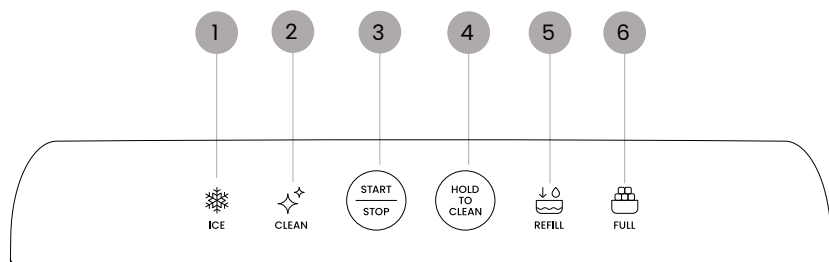 1 2 3 4 5 6
ICE
CLEAN
START
STOP
HOLD
TO
CLEAN
REFILL
FULL